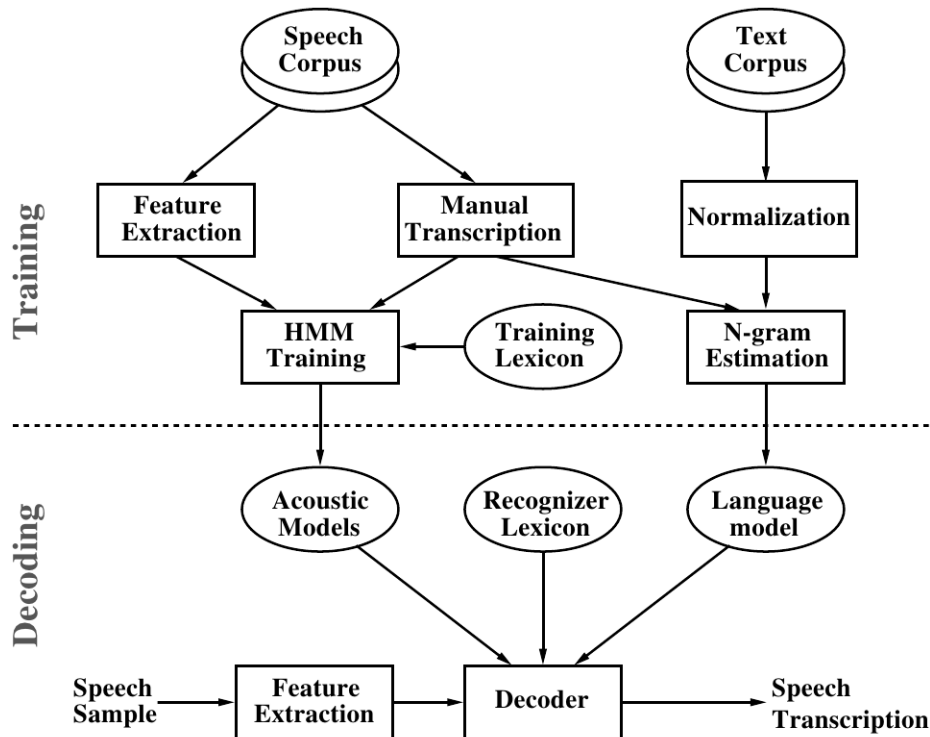 Speech
Corpus
Text
Corpus
Training
Feature
Extraction
Manual
Transcription
Normalization
HMM
Training
Training
Lexicon
N-gram
Estimation
Decoding
Acoustic
Models
Recognizer
Lexicon
Language
model
Speech
Sample
Feature
Extraction
Decoder
Speech
Transcription